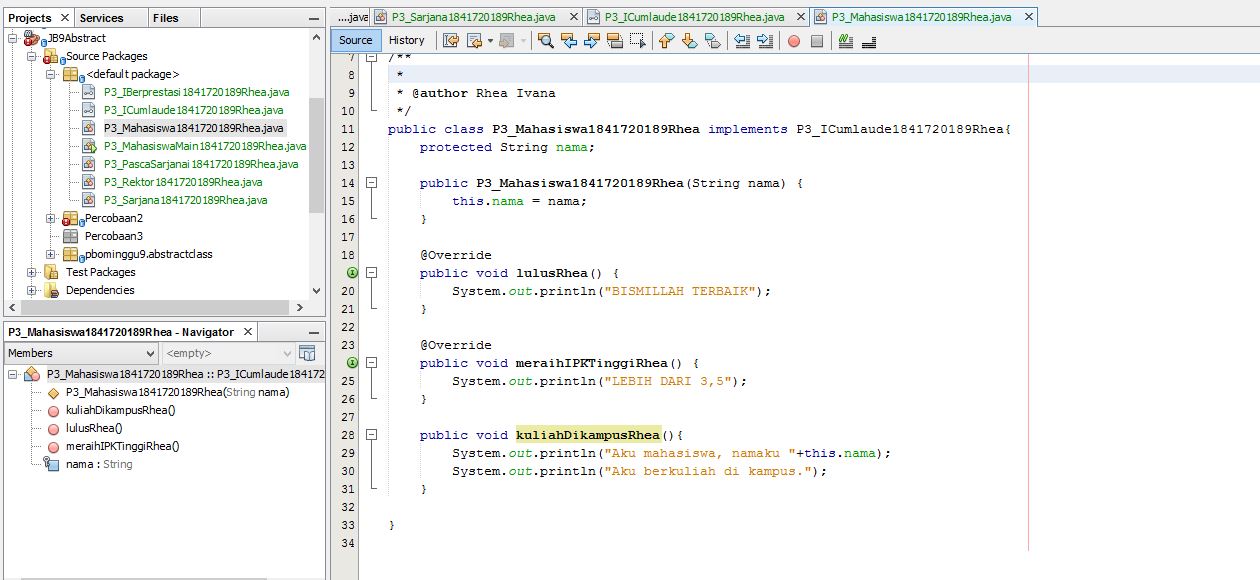 Projects × Services Files
JB9Abstract
Source Packages
<default package>
P3_IBerprestasi1841720189Rhea.java
P3_ICumlaude1841720189Rhea.java
P3_Mahasiswa1841720189Rhea.java
P3_MahasiswaMain1841720189Rhea.java
P3_PascaSarjanai1841720189Rhea.java
P3_Rektor1841720189Rhea.java
P3_Sarjana1841720189Rhea.java
Percobaan2
Percobaan3
pbominggu9.abstractclass
Test Packages
Dependencies
P3_Mahasiswa1841720189Rhea - Navigator ×
Members <empty>
P3_Mahasiswa1841720189Rhea :: P3_ICumlaude184172
P3_Mahasiswa1841720189Rhea(String nama)
kuliahDikampusRhea()
lulusRhea()
meraihIPKTinggiRhea()
nama : String
....java P3_Sarjana1841720189Rhea.java × P3_ICumlaude1841720189Rhea.java × P3_Mahasiswa1841720189Rhea.java ×
Source History
7 /**
8 *
9 * @author Rhea Ivana
10 */
11 public class P3_Mahasiswa1841720189Rhea implements P3_ICumlaude1841720189Rhea{
12 protected String nama;
13
14 public P3_Mahasiswa1841720189Rhea(String nama) {
15 this.nama = nama;
16 }
17
18 @Override
public void lulusRhea() {
20 System.out.println("BISMILLAH TERBAIK");
21 }
22
23 @Override
public void meraihIPKTinggiRhea() {
25 System.out.println("LEBIH DARI 3,5");
26 }
27
28 public void kuliahDikampusRhea(){
29 System.out.println("Aku mahasiswa, namaku "+this.nama);
30 System.out.println("Aku berkuliah di kampus.");
31 }
32
33 }
34